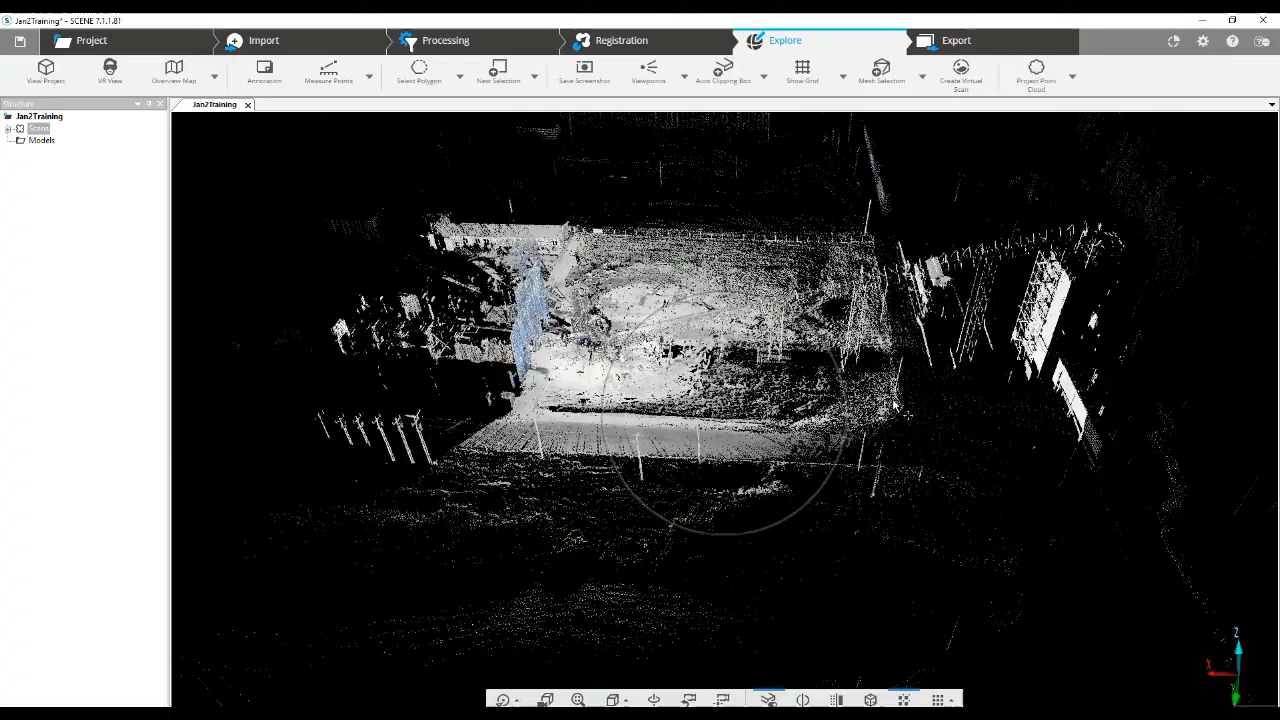 Jan2Training* - SCENE 7.1.1.81
Project
Import
Processing
Registration
Explore
Export
View Project
VR View
Overview Map
Annotation
Measure Points
Select Polygon
New Selection
Save Screenshot
Viewpoints
Auto Clipping Box
Show Grid
Mesh Selection
Create Virtual
Scan
Project Point
Cloud
Structure
Jan2Training
Jan2Training
Scans
Models
Z
X
Y